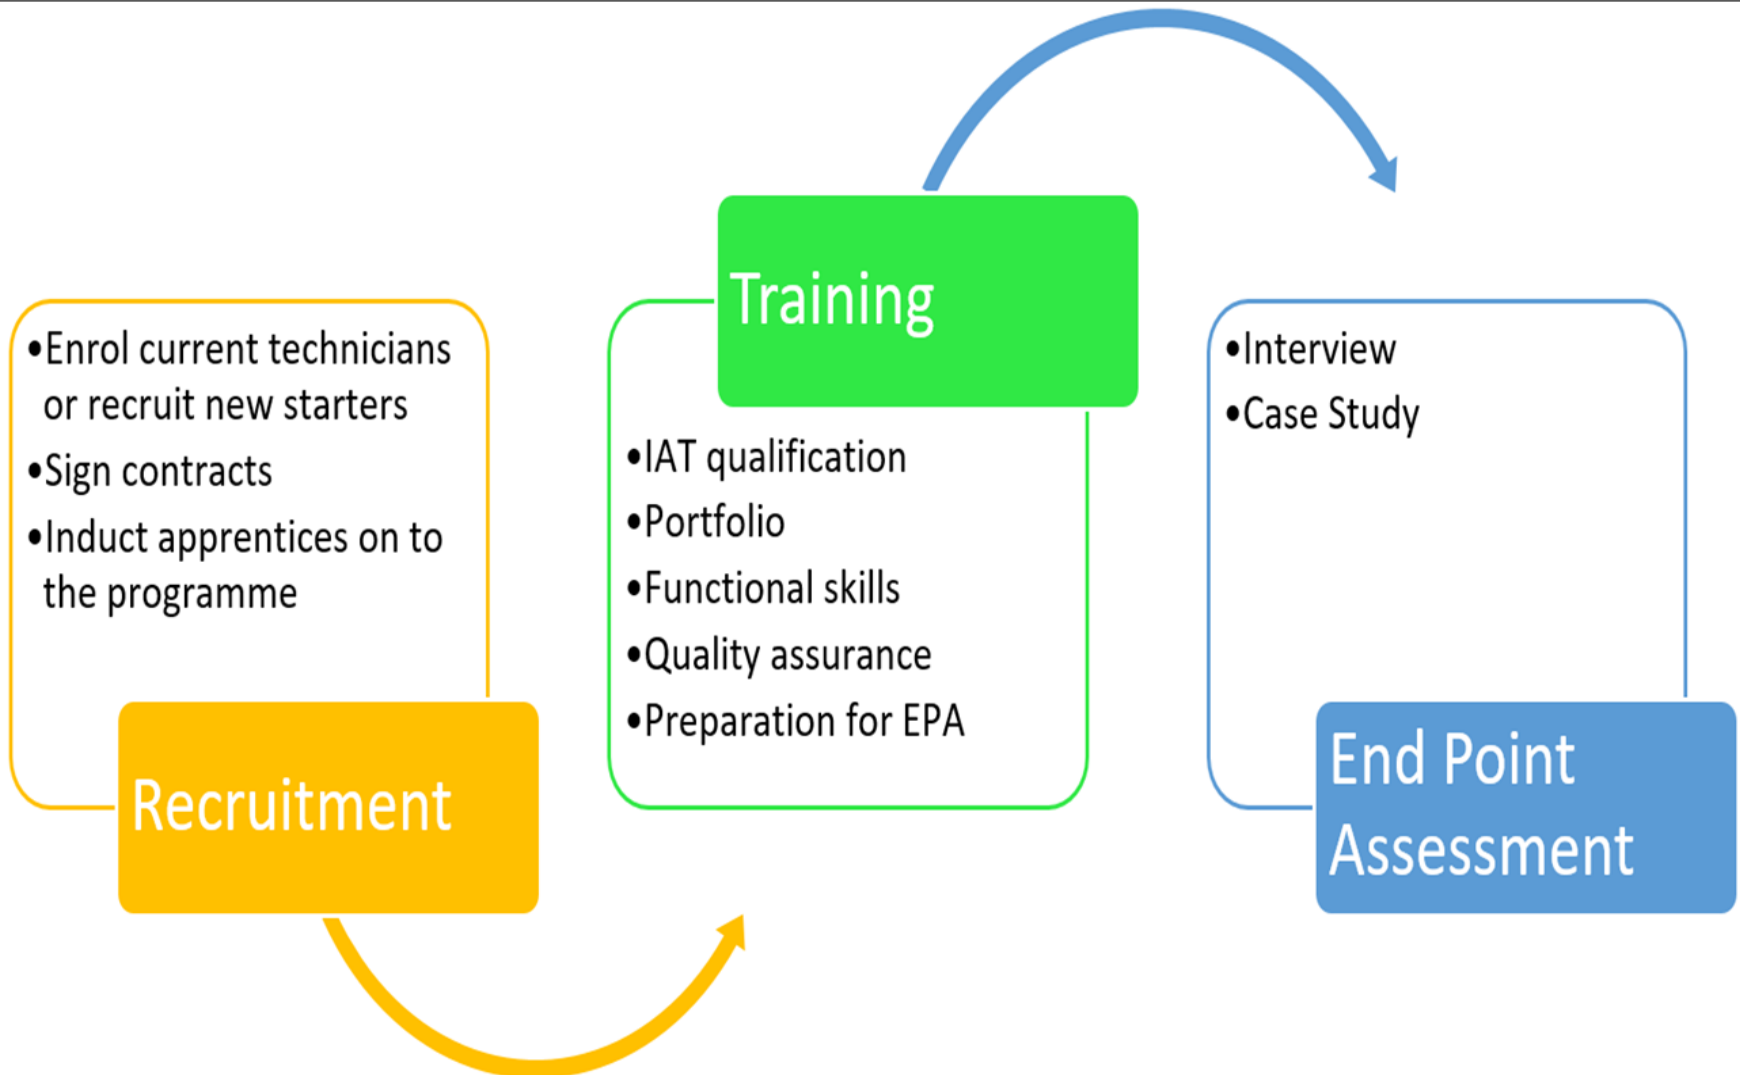 •Enrol current technicians
or recruit new starters
•Sign contracts
•Induct apprentices on to
the programme
Recruitment
Training
•IAT qualification
•Portfolio
•Functional skills
•Quality assurance
•Preparation for EPA
•Interview
•Case Study
End Point
Assessment